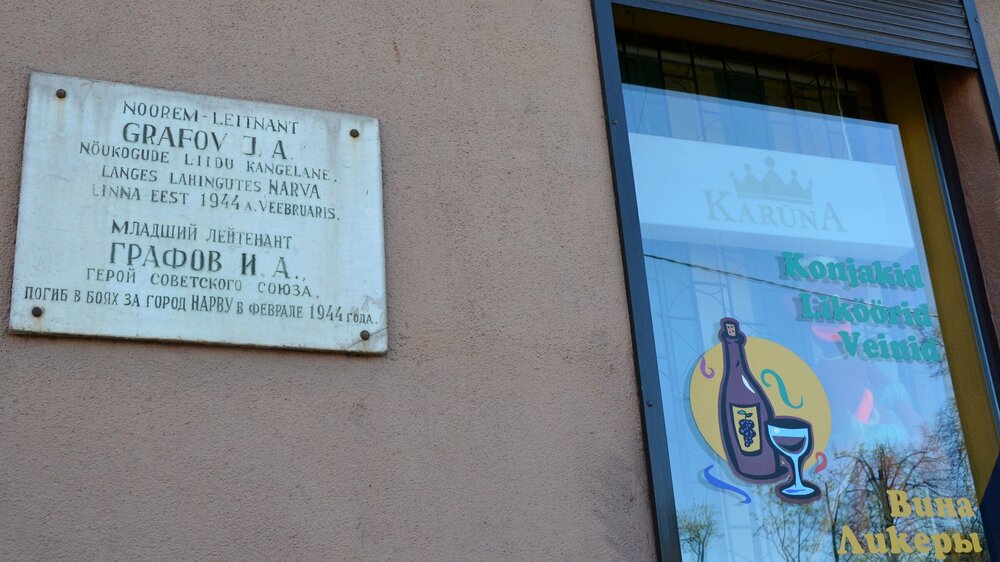 NOOREM-LEITNANT
GRAFOV J. A.
NÕUKOGUDE LIIDU KANGELANE,
LANGES LAHINGUTES NARVA
LINNA EEST 1944 A. VEEBRUARIS.
МЛАДШИЙ ЛЕЙТЕНАНТ
ГРАФОВ И. А.,
ГЕРОЙ СОВЕТСКОГО СОЮЗА,
ПОГИБ В БОЯХ ЗА ГОРОД НАРВУ В ФЕВРАЛЕ 1944 ГОДА.
KARŪNA
Konjakid
Liköörid
Veinid
Вина
Ликеры